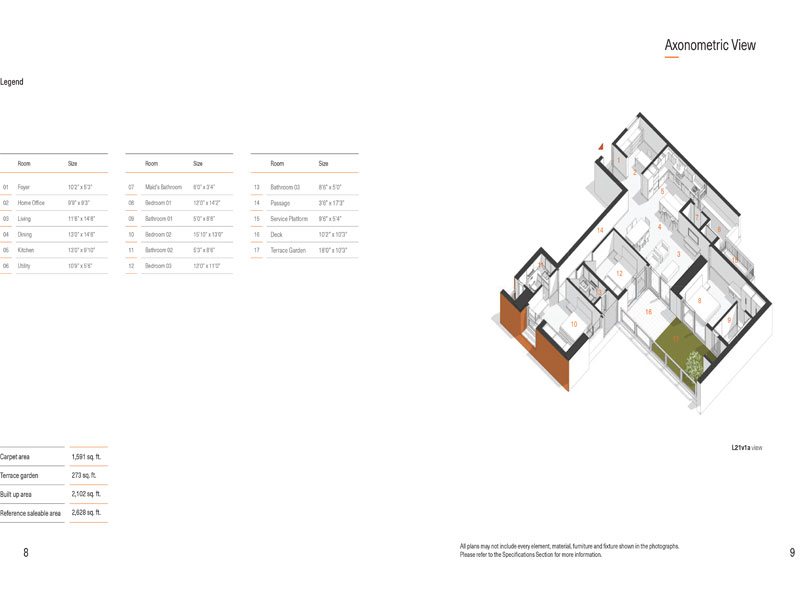 Axonometric View
Legend
Room Size
01 Foyer 10'2" x 5'3"
02 Home Office 8'9" x 8'3"
03 Living 11'8" x 14'8"
04 Dining 13'0" x 14'8"
05 Kitchen 13'0" x 9'10"
06 Utility 10'9" x 5'6"
Room Size
07 Maid's Bathroom 4'0" x 3'4"
08 Bedroom 01 12'0" x 14'2"
09 Bathroom 01 5'0" x 8'8"
10 Bedroom 02 15'10" x 13'0"
11 Bathroom 02 5'3" x 8'8"
12 Bedroom 03 12'0" x 11'0"
Room Size
13 Bathroom 03 8'6" x 5'0"
14 Passage 3'6" x 17'3"
15 Service Platform 9'6" x 5'4"
16 Deck 10'2" x 10'3"
17 Terrace Garden 18'0" x 10'3"
1
2
5
7
6
14
4
3
15
11
12
13
8
16
9
10
17
L21v1a view
Carpet area 1,591 sq. ft.
Terrace garden 273 sq. ft.
Built up area 2,102 sq. ft.
Reference saleable area 2,628 sq. ft.
All plans may not include every element, material, furniture and fixture shown in the photographs.
Please refer to the Specifications Section for more information.
8
9